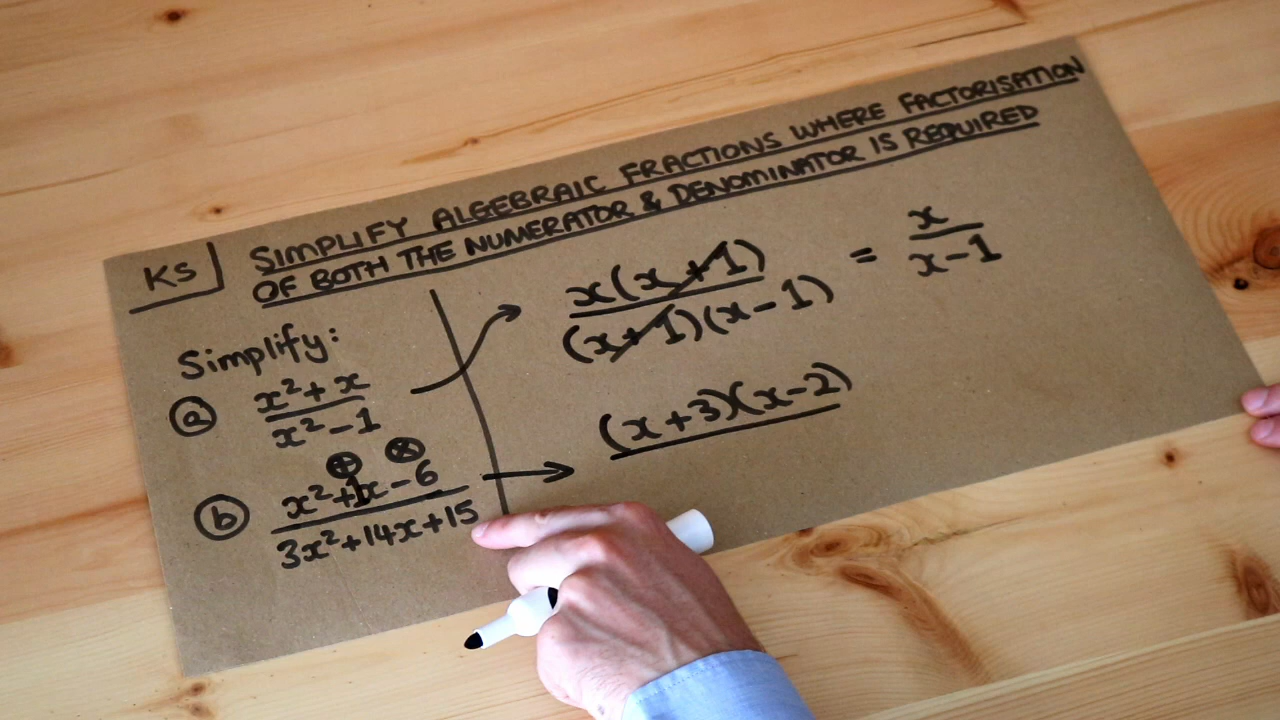 KS
SIMPLIFY ALGEBRAIC FRACTIONS WHERE FACTORISATION
OF BOTH THE NUMERATOR & DENOMINATOR IS REQUIRED
Simplify:
ⓐ
x² + x
x² - 1
x(x + 1)
(x + 1)(x - 1)
=
x
x - 1
ⓑ
⊕ ⊗
x² + 1x - 6
3x² + 14x + 15
(x + 3)(x - 2)